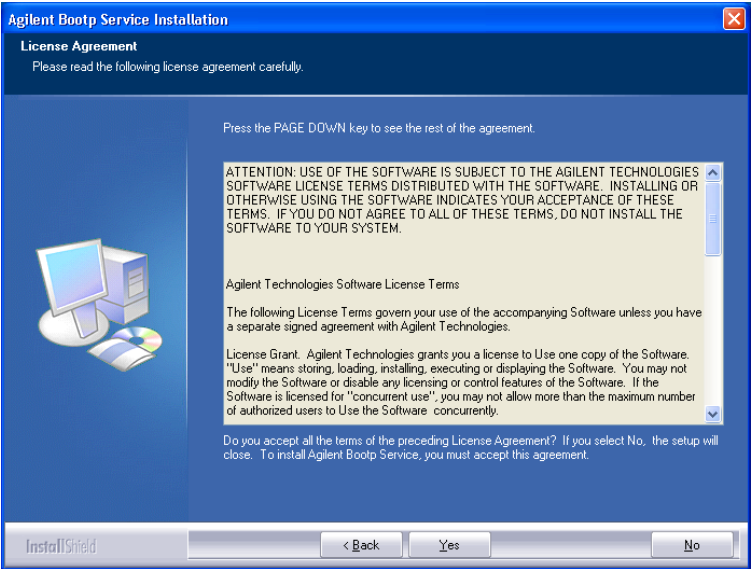 Agilent Bootp Service Installation
License Agreement
Please read the following license agreement carefully.
Press the PAGE DOWN key to see the rest of the agreement.
ATTENTION: USE OF THE SOFTWARE IS SUBJECT TO THE AGILENT TECHNOLOGIES
SOFTWARE LICENSE TERMS DISTRIBUTED WITH THE SOFTWARE. INSTALLING OR
OTHERWISE USING THE SOFTWARE INDICATES YOUR ACCEPTANCE OF THESE
TERMS. IF YOU DO NOT AGREE TO ALL OF THESE TERMS, DO NOT INSTALL THE
SOFTWARE TO YOUR SYSTEM.
Agilent Technologies Software License Terms
The following License Terms govern your use of the accompanying Software unless you have
a separate signed agreement with Agilent Technologies.
License Grant. Agilent Technologies grants you a license to Use one copy of the Software.
"Use" means storing, loading, installing, executing or displaying the Software. You may not
modify the Software or disable any licensing or control features of the Software. If the
Software is licensed for "concurrent use", you may not allow more than the maximum number
of authorized users to Use the Software concurrently.
Do you accept all the terms of the preceding License Agreement? If you select No, the setup will
close. To install Agilent Bootp Service, you must accept this agreement.
InstallShield
< Back
Yes
No